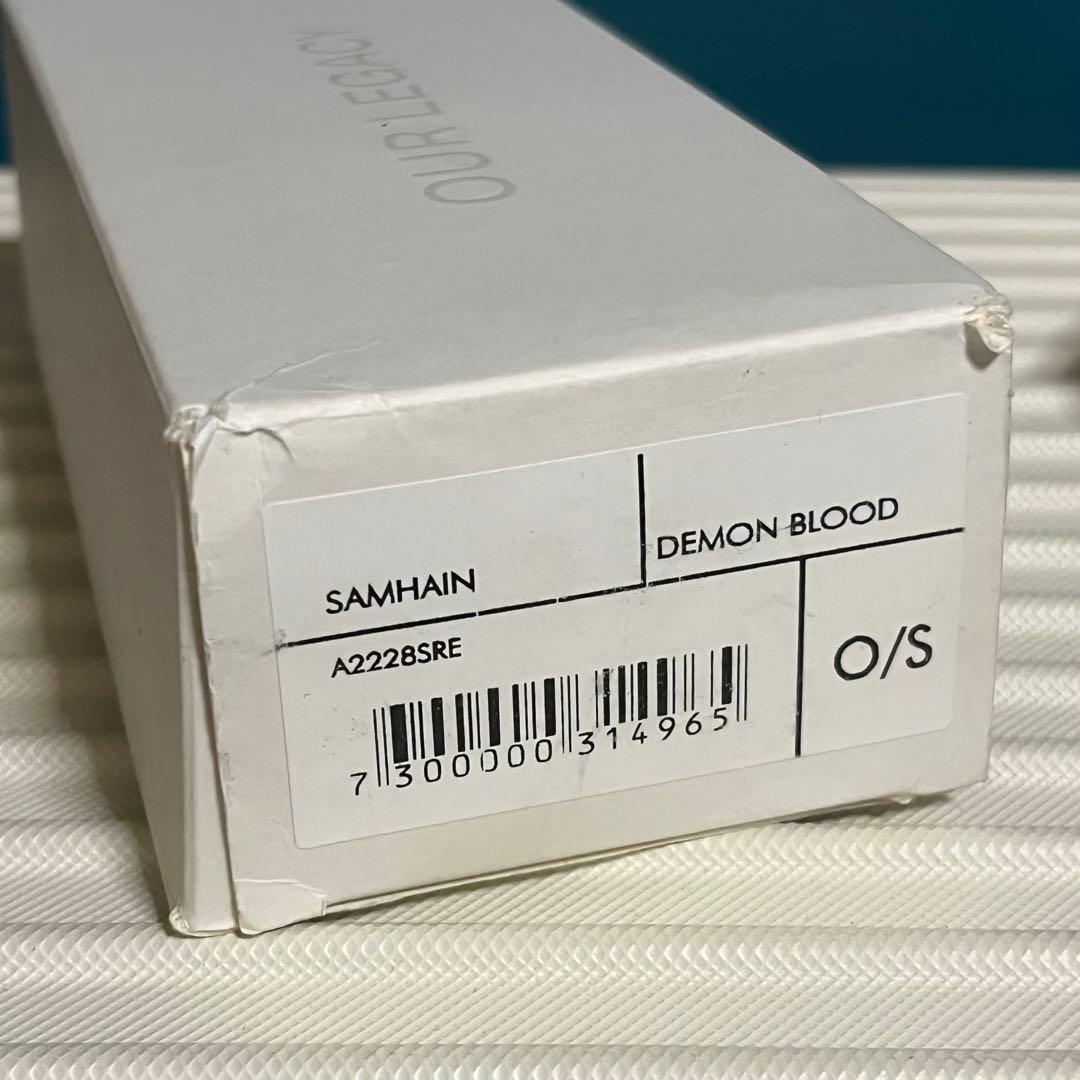 OUR LEGACY
SAMHAIN
DEMON BLOOD
A2228SRE
O/S
7 300000 314965